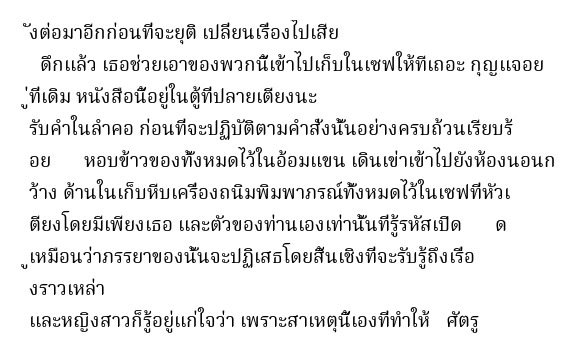 ังต่อมาอีกก่อนที่จะยุติ เปลี่ยนเรื่องไปเสีย
ดึกแล้ว เธอช่วยเอาของพวกนี้เข้าไปเก็บในเซฟให้ทีเถอะ กุญแจอย
ู่ที่เดิม หนังสือนี้อยู่ในตู้ที่ปลายเตียงนะ
รับคำในลำคอ ก่อนที่จะปฏิบัติตามคำสั่งนั้นอย่างครบถ้วนเรียบร้
อย หอบข้าวของทั้งหมดไว้ในอ้อมแขน เดินเข่าเข้าไปยังห้องนอนก
ว้าง ด้านในเก็บหีบเครื่องถนิมพิมพาภรณ์ทั้งหมดไว้ในเซฟที่หัวเ
ตียงโดยมีเพียงเธอ และตัวของท่านเองเท่านั้นที่รู้รหัสเปิด ด
ูเหมือนว่าภรรยาของนั้นจะปฏิเสธโดยสิ้นเชิงที่จะรับรู้ถึงเรื่อ
งราวเหล่า
และหญิงสาวก็รู้อยู่แก่ใจว่า เพราะสาเหตุนี้เองที่ทำให้ ศัตรู